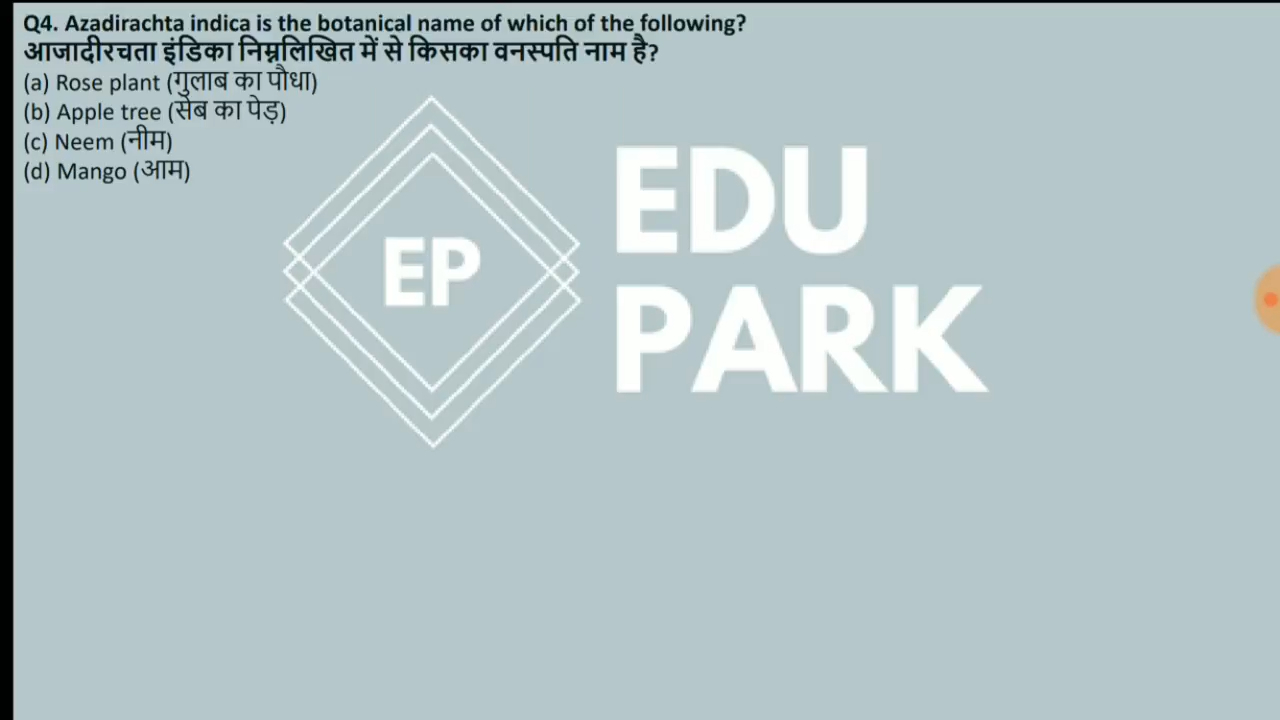 Q4. Azadirachta indica is the botanical name of which of the following?
आजादीरचता इंडिका निम्नलिखित में से किसका वनस्पति नाम है?
(a) Rose plant (गुलाब का पौधा)
(b) Apple tree (सेब का पेड़)
(c) Neem (नीम)
(d) Mango (आम)
EP
EDU
PARK